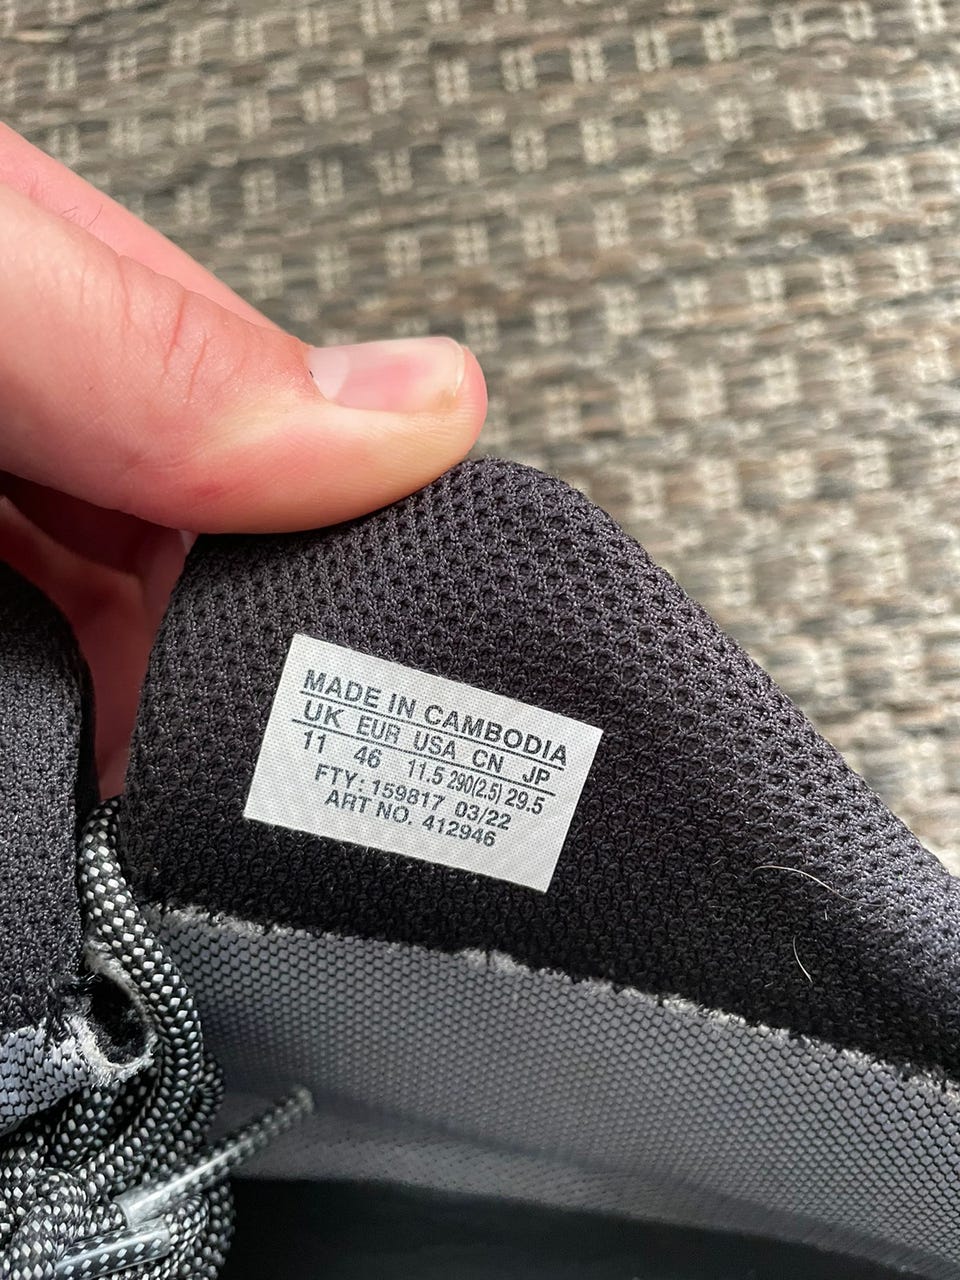 MADE IN CAMBODIA
UK EUR USA CN JP
11 46 11.5 290(2.5) 29.5
FTY: 159817 03/22
ART NO. 412946